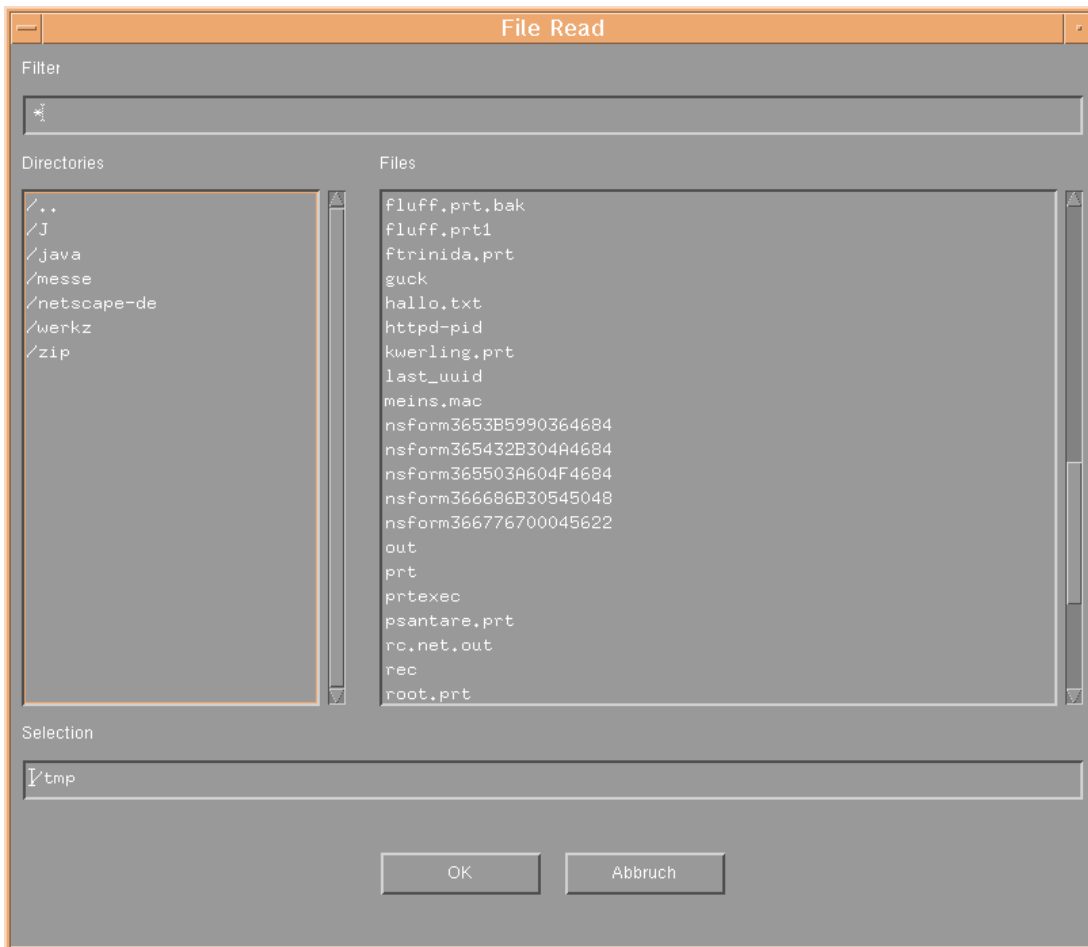 File Read
Filter
*
Directories
/..
/J
/java
/messe
/netscape-de
/werkz
/zip
Files
fluff.prt.bak
fluff.prt1
ftrinida.prt
guck
hallo.txt
httpd-pid
kwerling.prt
last_uuid
meins.mac
nsform3653B5990364684
nsform365432B304A4684
nsform365503A604F4684
nsform366686B30545048
nsform366776700045622
out
prt
prtexec
psantare.prt
rc.net.out
rec
root.prt
Selection
/tmp
OK
Abbruch